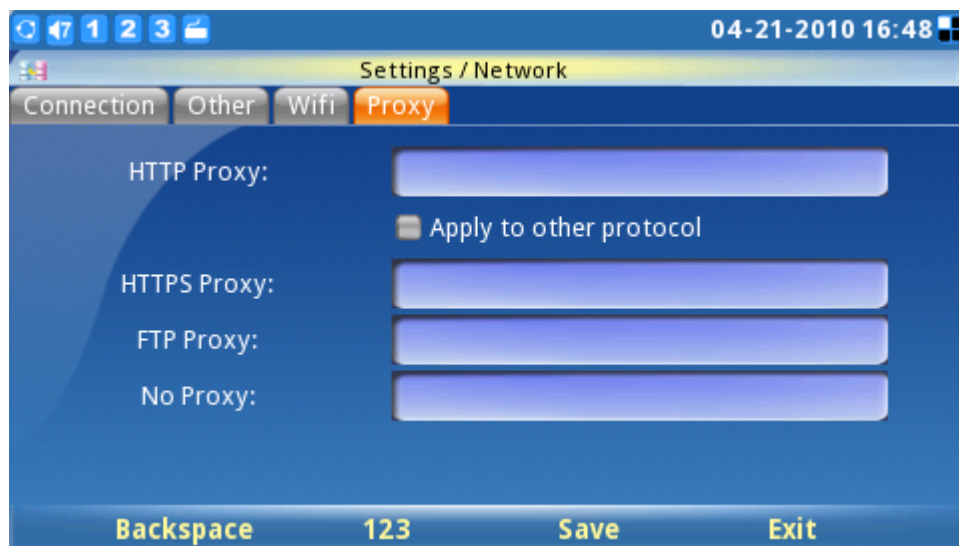 7 1 2 3 04-21-2010 16:48
Settings / Network
Connection Other Wifi Proxy
HTTP Proxy:
Apply to other protocol
HTTPS Proxy:
FTP Proxy:
No Proxy:
Backspace 123 Save Exit